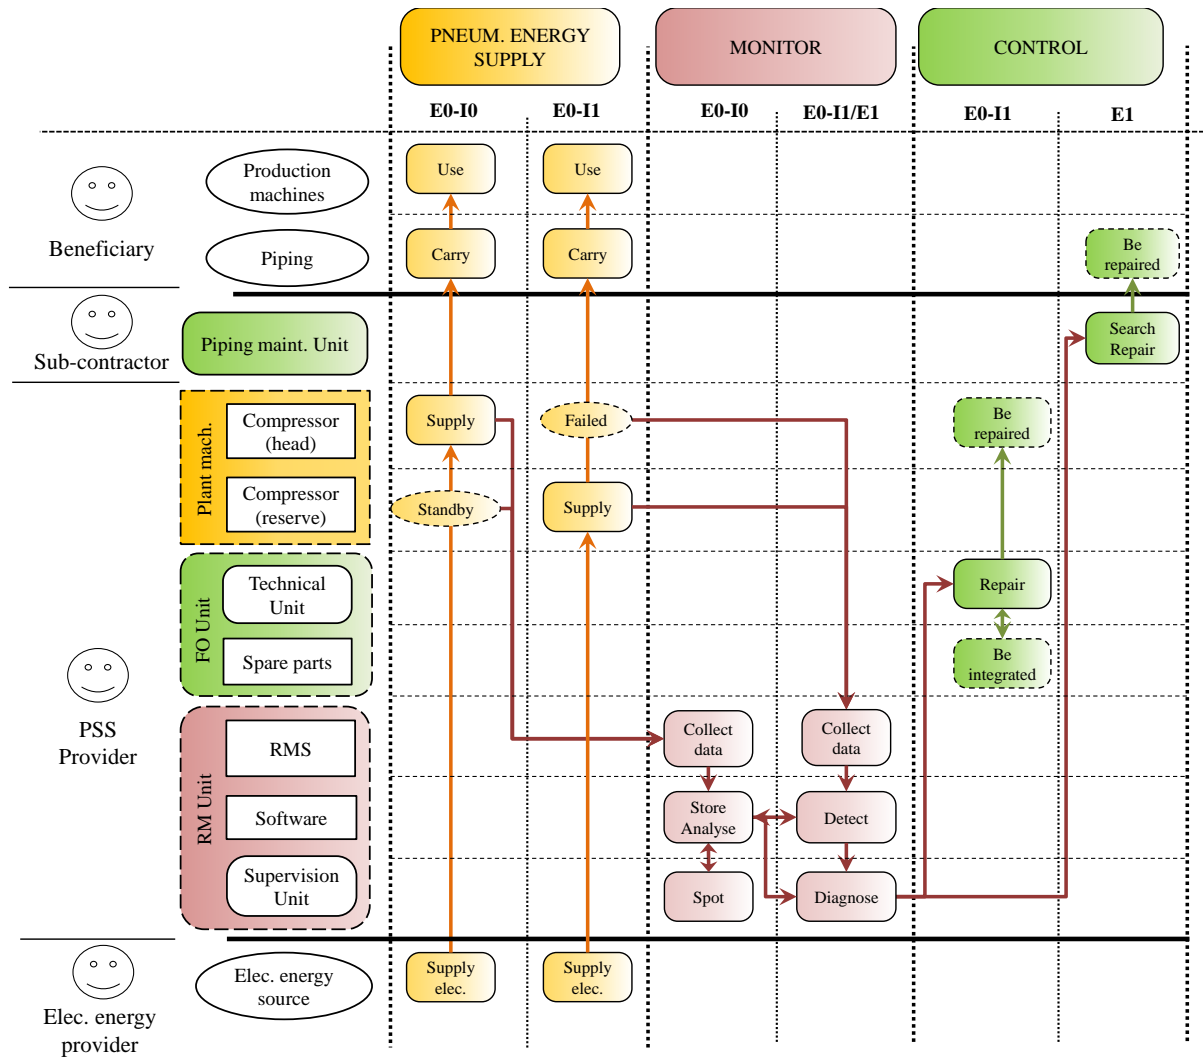 PNEUM. ENERGY
SUPPLY
MONITOR
CONTROL
E0-I0
E0-I1
E0-I0
E0-I1/E1
E0-I1
E1
Beneficiary
Production
machines
Use
Use
Piping
Carry
Carry
Be
repaired
Sub-contractor
Piping maint. Unit
Search
Repair
PSS
Provider
Plant mach.
Compressor
(head)
Supply
Failed
Be
repaired
Compressor
(reserve)
Standby
Supply
FO Unit
Technical
Unit
Repair
Spare parts
Be
integrated
RM Unit
RMS
Collect
data
Collect
data
Software
Store
Analyse
Detect
Supervision
Unit
Spot
Diagnose
Elec. energy
provider
Elec. energy
source
Supply
elec.
Supply
elec.